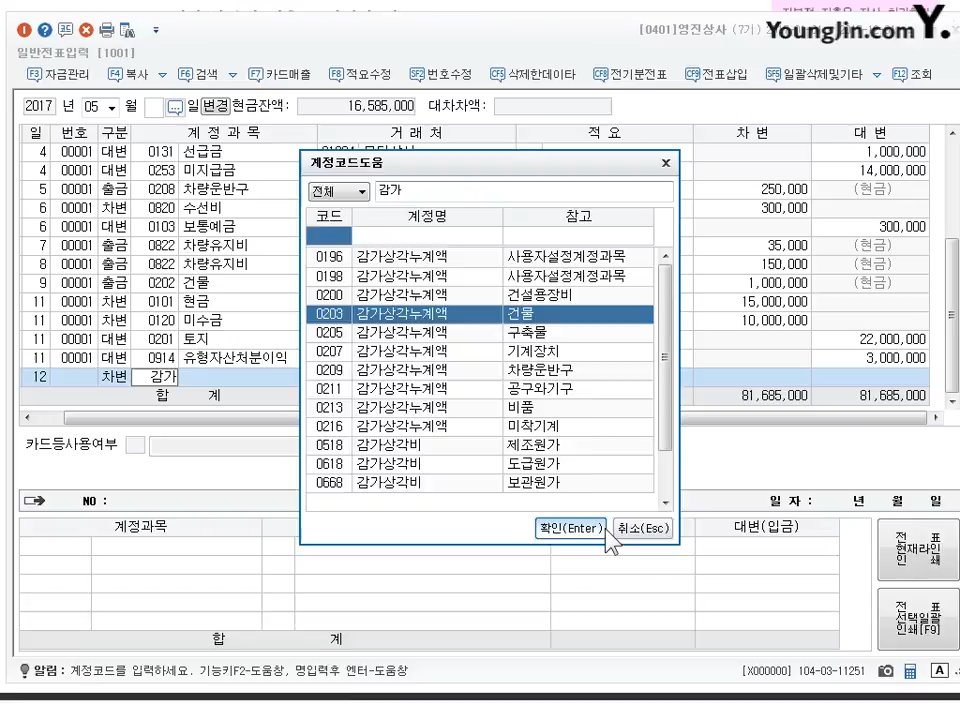 YoungJin.com Y.
[0401]영진상사 (7기)
일반전표입력 [1001]
F3 자금관리 F4 복사 F6 검색 F7 카드매출 F8 적요수정 SF2 번호수정 CF5 삭제한데이타 CF8 전기분전표 CF9 전표삽입 SF5 일괄삭제및기타 F12 조회
2017 년 05 월 일 변경 현금잔액: 16,585,000 대차차액:
일 번호 구분 계 정 과 목 거 래 처 적 요 차 변 대 변
4 00001 대변 0131 선급금 1,000,000
4 00001 대변 0253 미지급금 14,000,000
5 00001 출금 0208 차량운반구 250,000 (현금)
6 00001 차변 0820 수선비 300,000
6 00001 대변 0103 보통예금 300,000
7 00001 출금 0822 차량유지비 35,000 (현금)
8 00001 출금 0822 차량유지비 150,000 (현금)
9 00001 출금 0202 건물 1,000,000 (현금)
11 00001 차변 0101 현금 15,000,000
11 00001 차변 0120 미수금 10,000,000
11 00001 대변 0201 토지 22,000,000
11 00001 대변 0914 유형자산처분이익 3,000,000
12 차변 감가
합 계 81,685,000 81,685,000
계정코드도움 x
전체 감가
코드 계정명 참고
0196 감가상각누계액 사용자설정계정과목
0198 감가상각누계액 사용자설정계정과목
0200 감가상각누계액 건설용장비
0203 감가상각누계액 건물
0205 감가상각누계액 구축물
0207 감가상각누계액 기계장치
0209 감가상각누계액 차량운반구
0211 감가상각누계액 공구와기구
0213 감가상각누계액 비품
0216 감가상각누계액 미착기계
0518 감가상각비 제조원가
0618 감가상각비 도급원가
0668 감가상각비 보관원가
확인(Enter) 취소(Esc)
카드등사용여부
NO : 일 자 : 년 월 일
계정과목 대변(입금)
합 계
전 표
현재라인
인 쇄
전 표
선택일괄
인쇄[F9]
알림 : 계정코드를 입력하세요. 기능키F2-도움창, 명입력후 엔터-도움창
[X000000] 104-03-11251 A